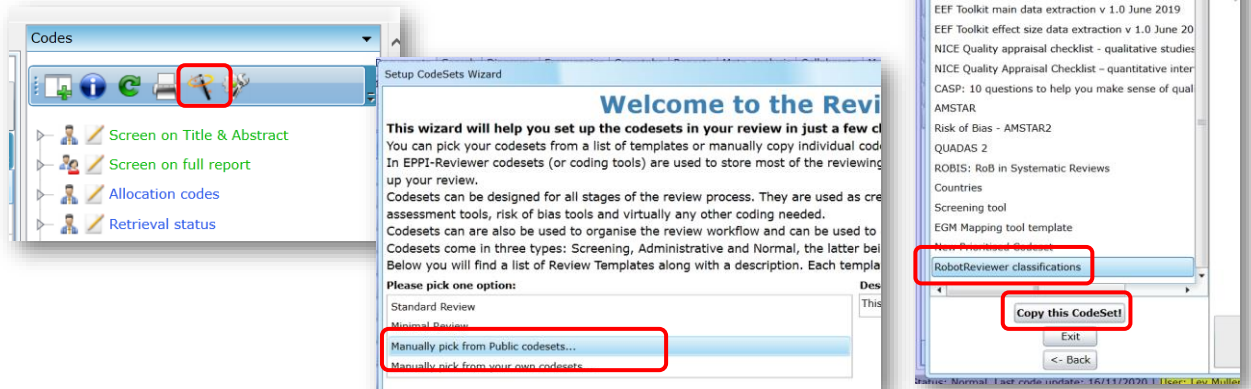 Codes
Screen on Title & Abstract
Screen on full report
Allocation codes
Retrieval status
Setup CodeSets Wizard
Welcome to the Revi
This wizard will help you set up the codesets in your review in just a few cl
You can pick your codesets from a list of templates or manually copy individual code
In EPPI-Reviewer codesets (or coding tools) are used to store most of the reviewing
up your review.
Codesets can be designed for all stages of the review process. They are used as cre
assessment tools, risk of bias tools and virtually any other coding needed.
Codesets can are also be used to organise the review workflow and can be used to
Codesets come in three types: Screening, Administrative and Normal, the latter bei
Below you will find a list of Review Templates along with a description. Each templa
Please pick one option:
Des
Standard Review
This
Minimal Review
Manually pick from Public codesets...
Manually pick from your own codesets
EEF Toolkit main data extraction v 1.0 June 2019
EEF Toolkit effect size data extraction v 1.0 June 20
NICE Quality appraisal checklist - qualitative studies
NICE Quality Appraisal Checklist – quantitative inter
CASP: 10 questions to help you make sense of qual
AMSTAR
Risk of Bias - AMSTAR2
QUADAS 2
ROBIS: RoB in Systematic Reviews
Countries
Screening tool
EGM Mapping tool template
New Prioritised Codeset
RobotReviewer classifications
Copy this CodeSet!
Exit
<- Back
Status: Normal. Last code update: 16/11/2020 | User: Lev Muller